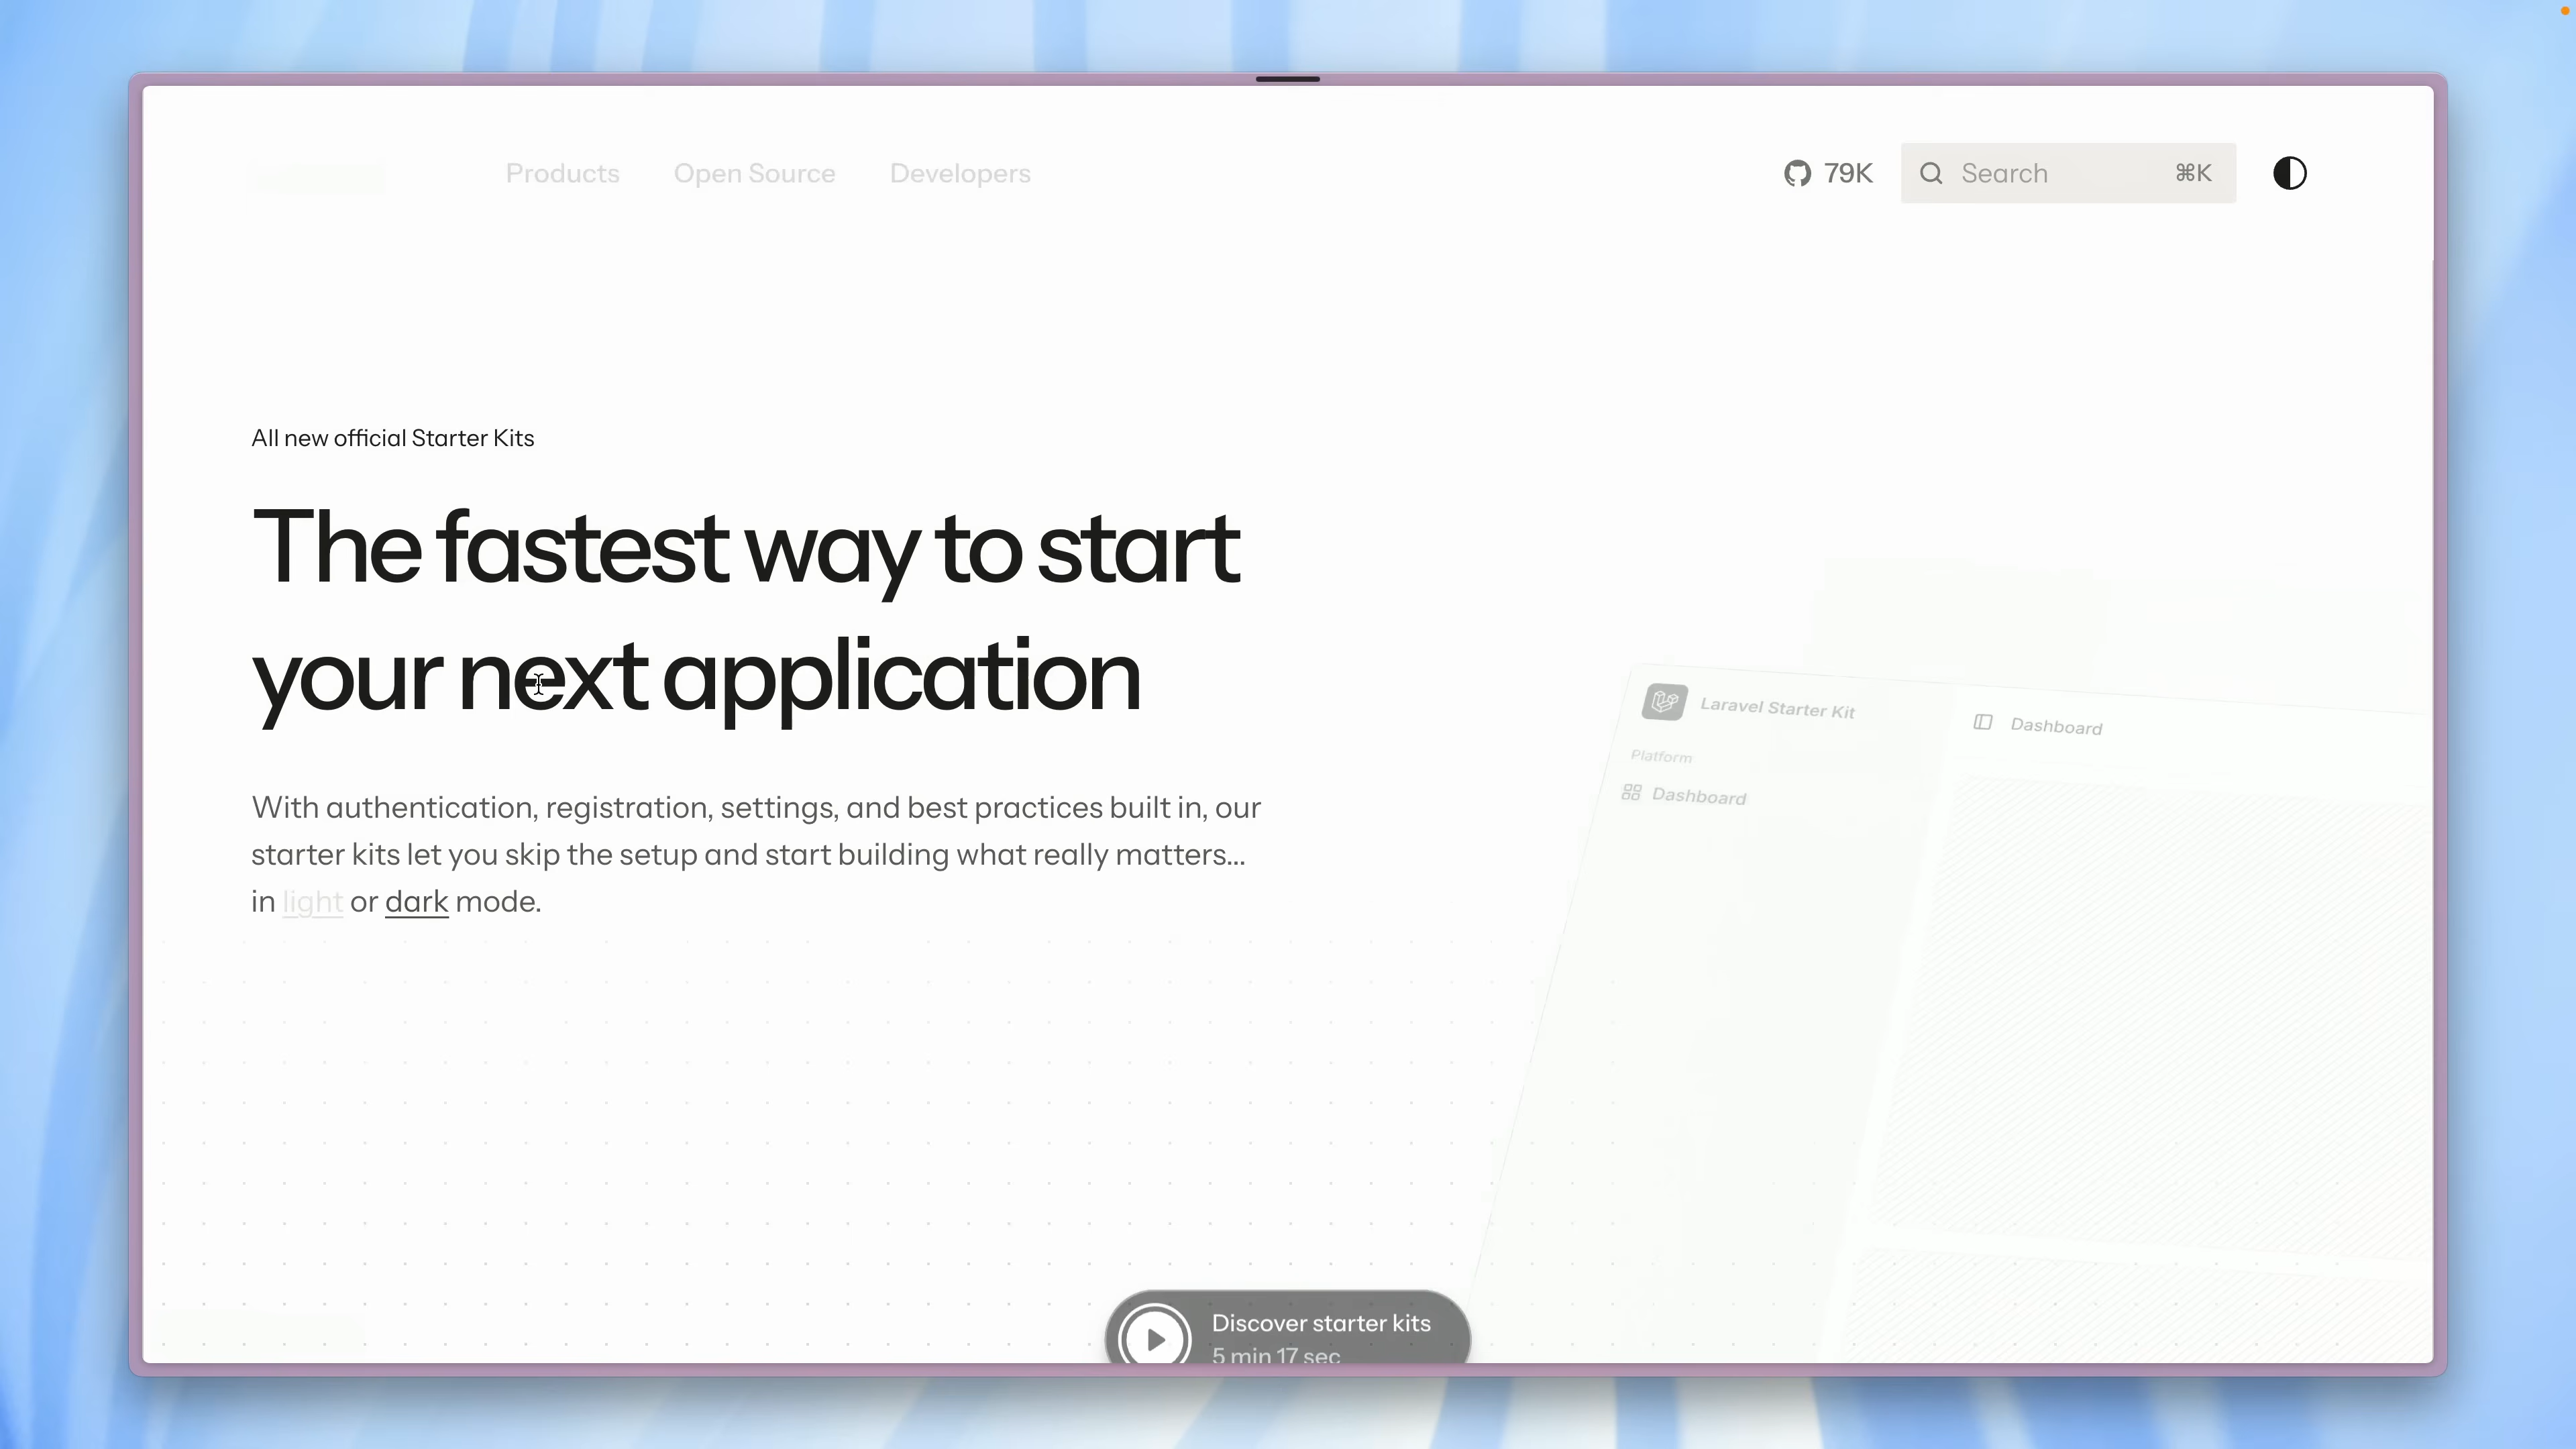 Products Open Source Developers 79K Search ⌘K
All new official Starter Kits
The fastest way to start
your next application
With authentication, registration, settings, and best practices built in, our
starter kits let you skip the setup and start building what really matters...
in light or dark mode.
Laravel Starter Kit
Platform
Dashboard
Dashboard
Discover starter kits
5 min 17 sec